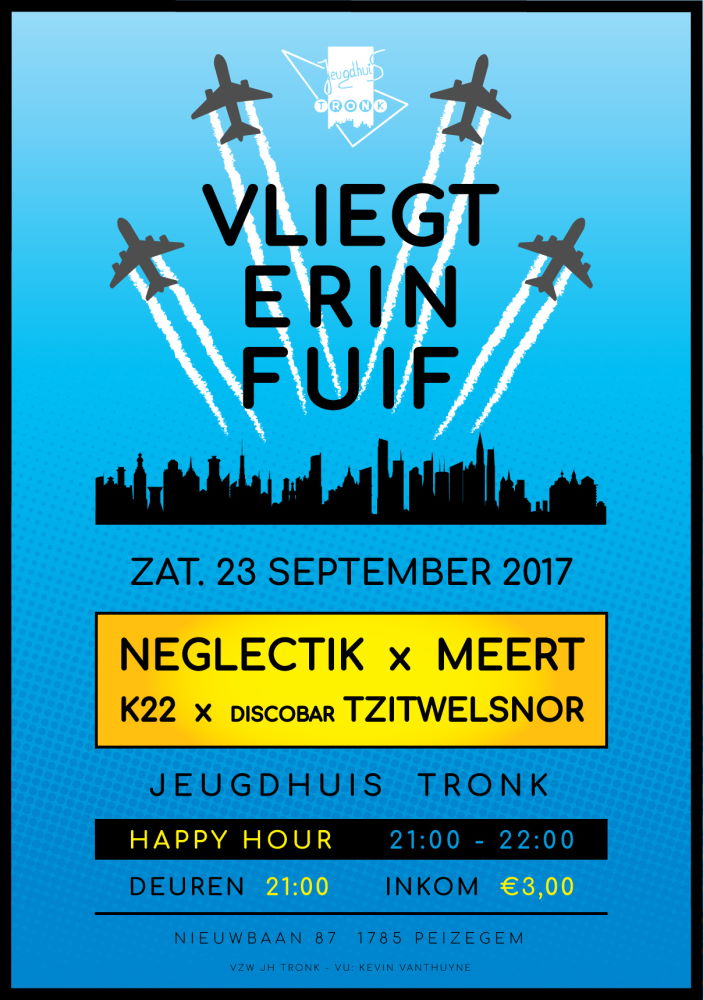 Jeugdhuis
TRONK
VLIEGT
ERIN
FUIF
ZAT. 23 SEPTEMBER 2017
NEGLECTIK x MEERT
K22 x DISCOBAR TZITWELSNOR
JEUGDHUIS TRONK
HAPPY HOUR 21:00 - 22:00
DEUREN 21:00 INKOM €3,00
NIEUWBAAN 87 1785 PEIZEGEM
VZW JH TRONK - VU: KEVIN VANTHUYNE